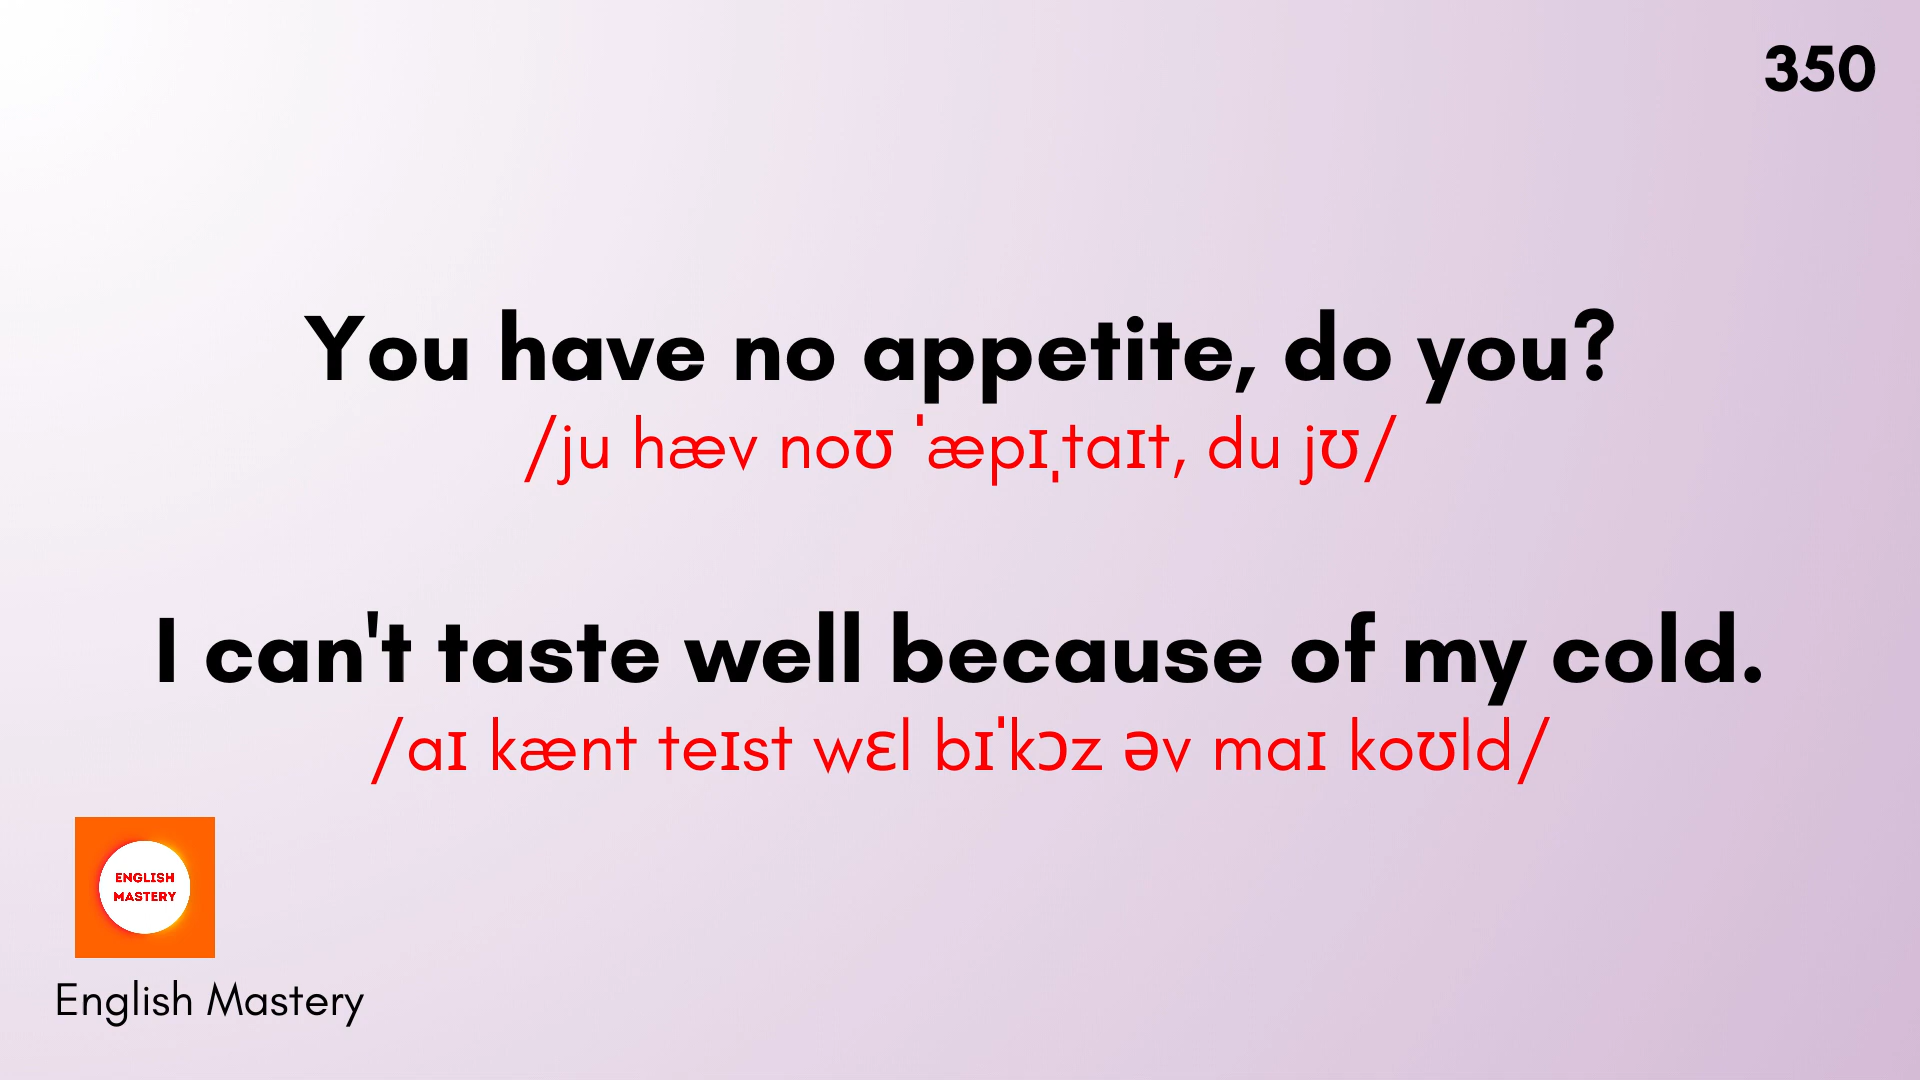 350
You have no appetite, do you?
/ju hæv noʊ ˈæpɪˌtaɪt, du jʊ/
I can't taste well because of my cold.
/aɪ kænt teɪst wɛl bɪˈkɔz əv maɪ koʊld/
ENGLISH
MASTERY
English Mastery